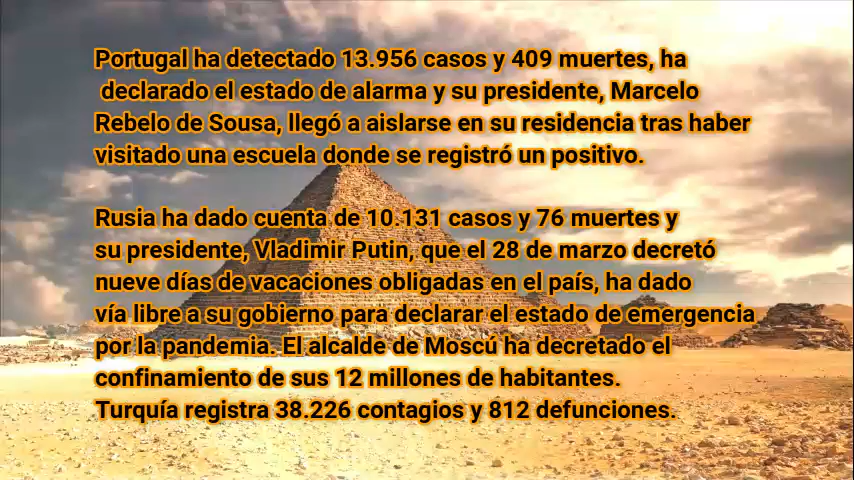 Portugal ha detectado 13.956 casos y 409 muertes, ha
declarado el estado de alarma y su presidente, Marcelo
Rebelo de Sousa, llegó a aislarse en su residencia tras haber
visitado una escuela donde se registró un positivo.
Rusia ha dado cuenta de 10.131 casos y 76 muertes y
su presidente, Vladimir Putin, que el 28 de marzo decretó
nueve días de vacaciones obligadas en el país, ha dado
vía libre a su gobierno para declarar el estado de emergencia
por la pandemia. El alcalde de Moscú ha decretado el
confinamiento de sus 12 millones de habitantes.
Turquía registra 38.226 contagios y 812 defunciones.